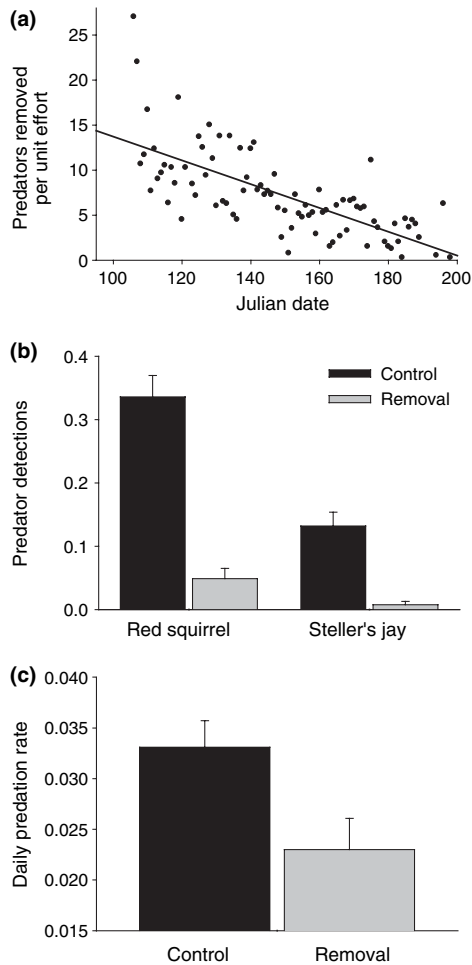 (a)
Predators removed
per unit effort
25
20
15
10
5
0
100 120 140 160 180 200
Julian date
(b)
Predator detections
0.4
0.3
0.2
0.1
0.0
Control
Removal
Red squirrel Steller's jay
(c)
Daily predation rate
0.040
0.035
0.030
0.025
0.020
0.015
Control Removal